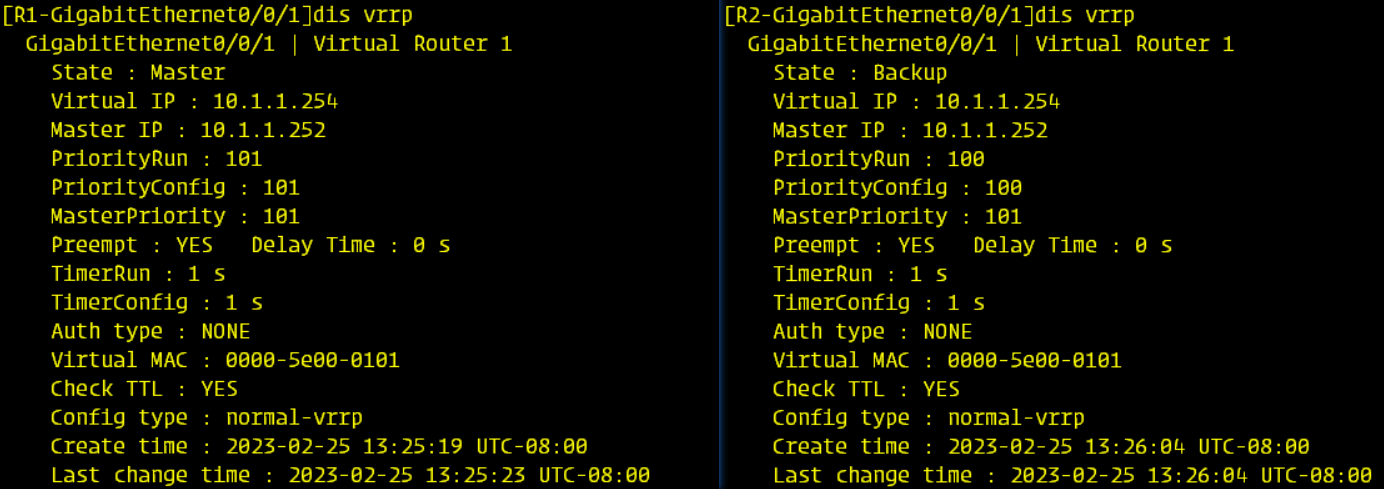 [R1-GigabitEthernet0/0/1]dis vrrp
GigabitEthernet0/0/1 | Virtual Router 1
State : Master
Virtual IP : 10.1.1.254
Master IP : 10.1.1.252
PriorityRun : 101
PriorityConfig : 101
MasterPriority : 101
Preempt : YES   Delay Time : 0 s
TimerRun : 1 s
TimerConfig : 1 s
Auth type : NONE
Virtual MAC : 0000-5e00-0101
Check TTL : YES
Config type : normal-vrrp
Create time : 2023-02-25 13:25:19 UTC-08:00
Last change time : 2023-02-25 13:25:23 UTC-08:00
[R2-GigabitEthernet0/0/1]dis vrrp
GigabitEthernet0/0/1 | Virtual Router 1
State : Backup
Virtual IP : 10.1.1.254
Master IP : 10.1.1.252
PriorityRun : 100
PriorityConfig : 100
MasterPriority : 101
Preempt : YES   Delay Time : 0 s
TimerRun : 1 s
TimerConfig : 1 s
Auth type : NONE
Virtual MAC : 0000-5e00-0101
Check TTL : YES
Config type : normal-vrrp
Create time : 2023-02-25 13:26:04 UTC-08:00
Last change time : 2023-02-25 13:26:04 UTC-08:00